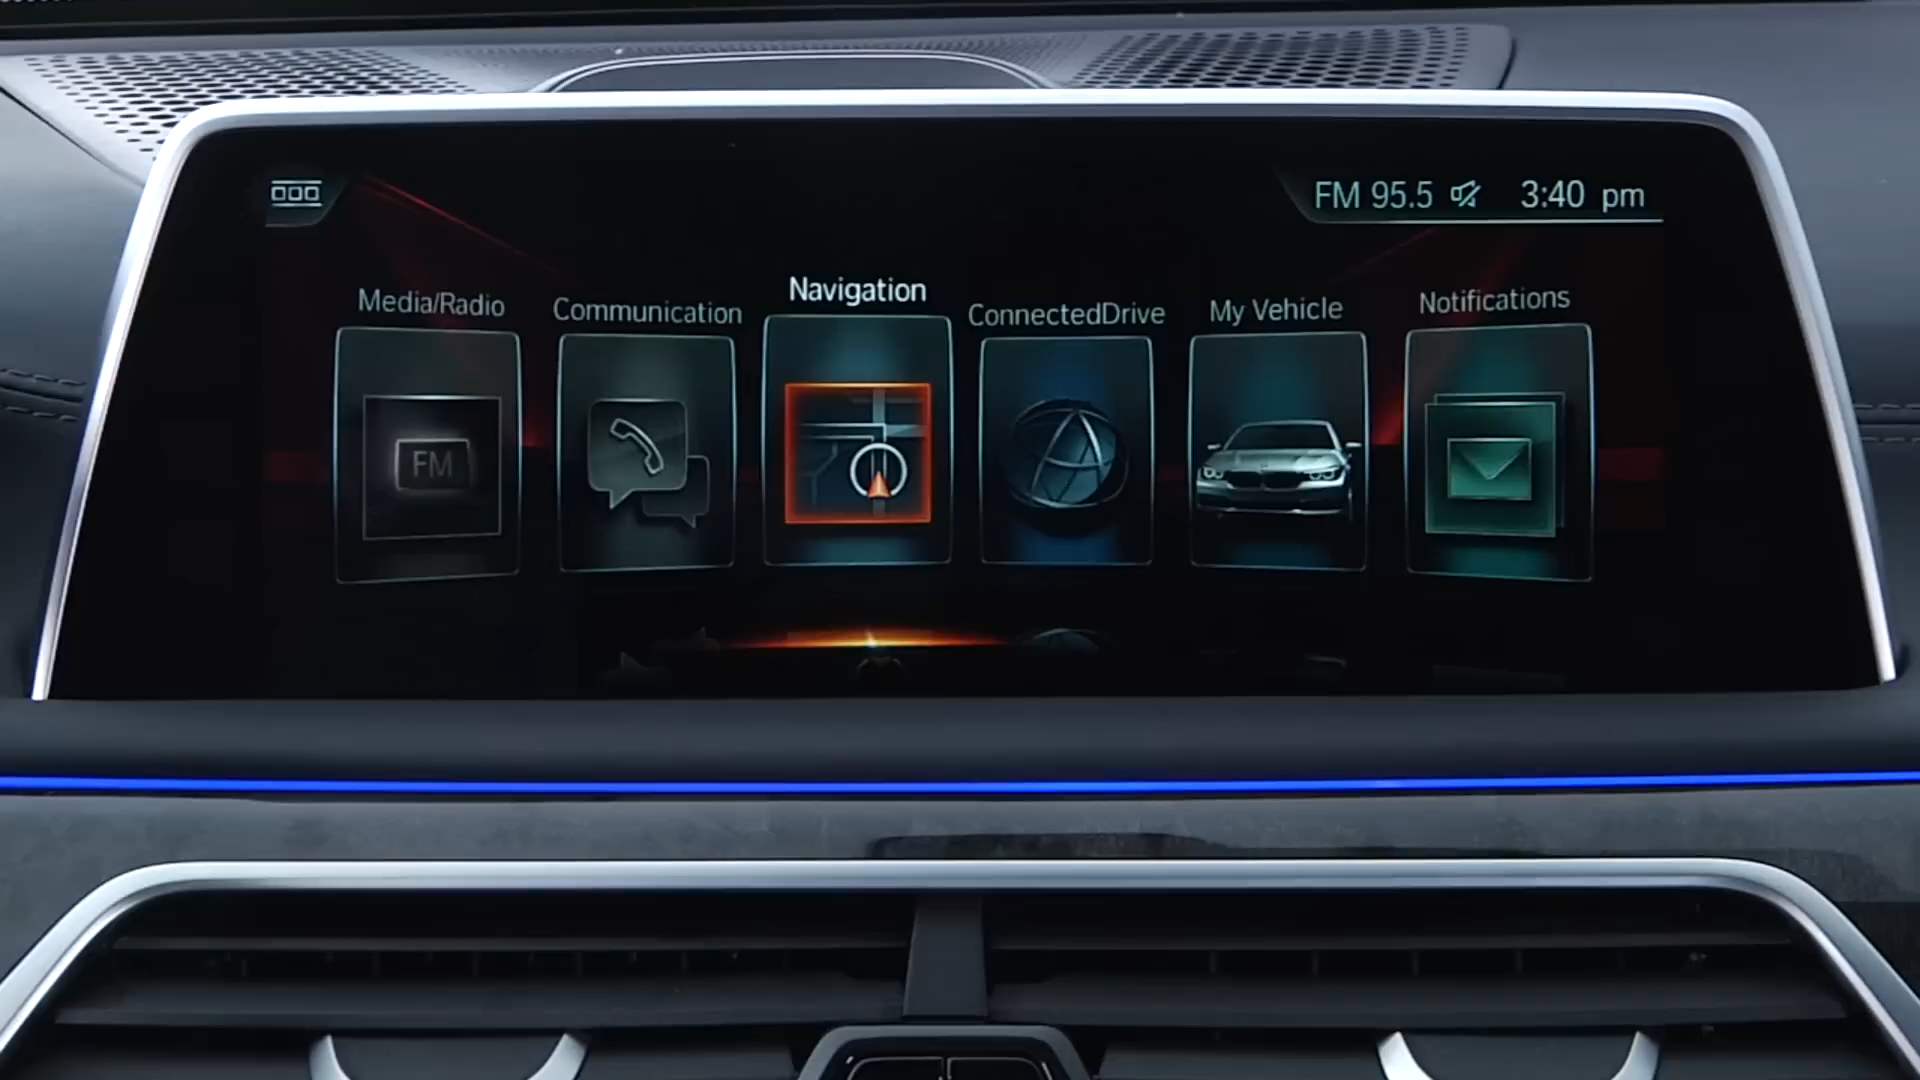 FM 95.5 3:40 pm
Media/Radio
Communication
Navigation
ConnectedDrive
My Vehicle
Notifications
FM